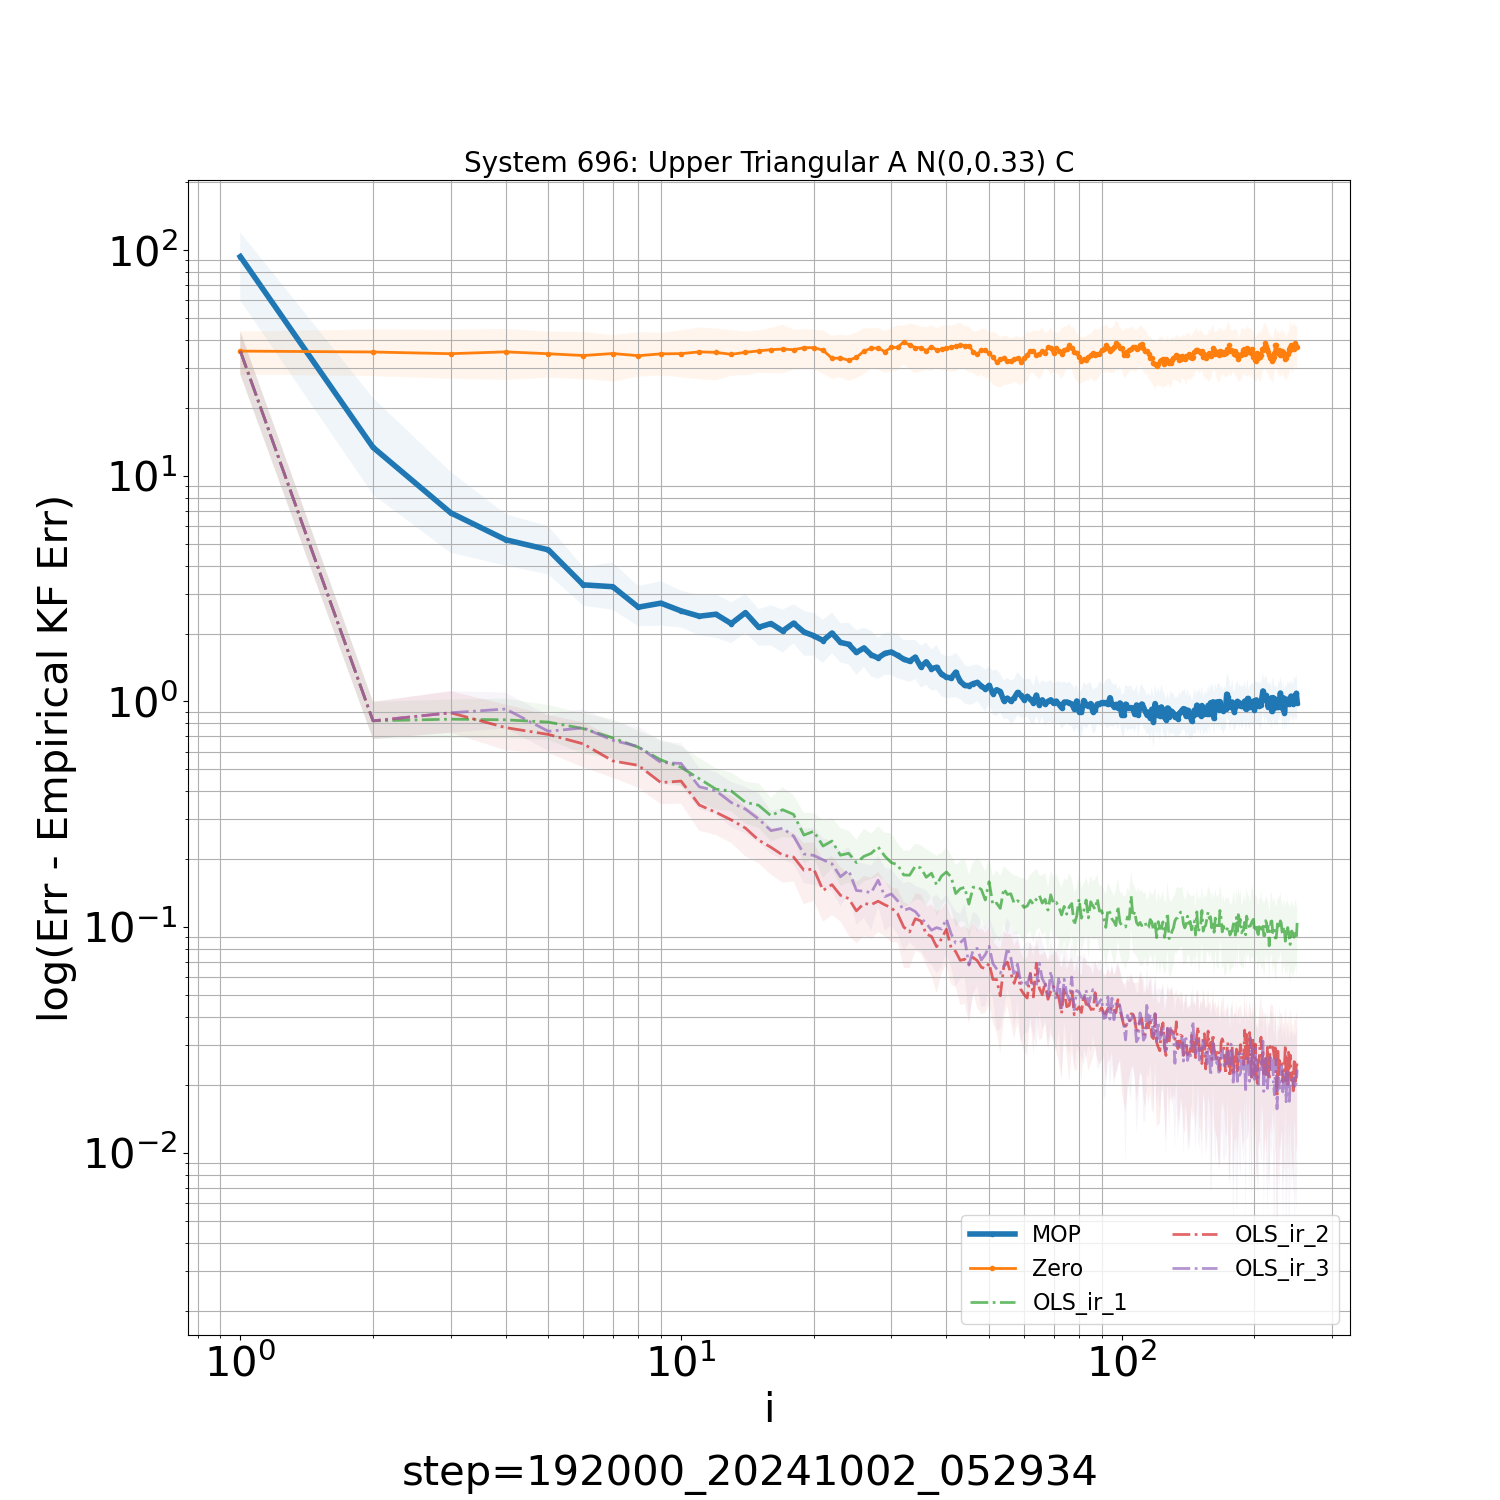 System 696: Upper Triangular A N(0,0.33) C
log(Err - Empirical KF Err)
10²
10¹
10⁰
10⁻¹
10⁻²
MOP
Zero
OLS_ir_1
OLS_ir_2
OLS_ir_3
10⁰ 10¹ 10²
i
step=192000_20241002_052934